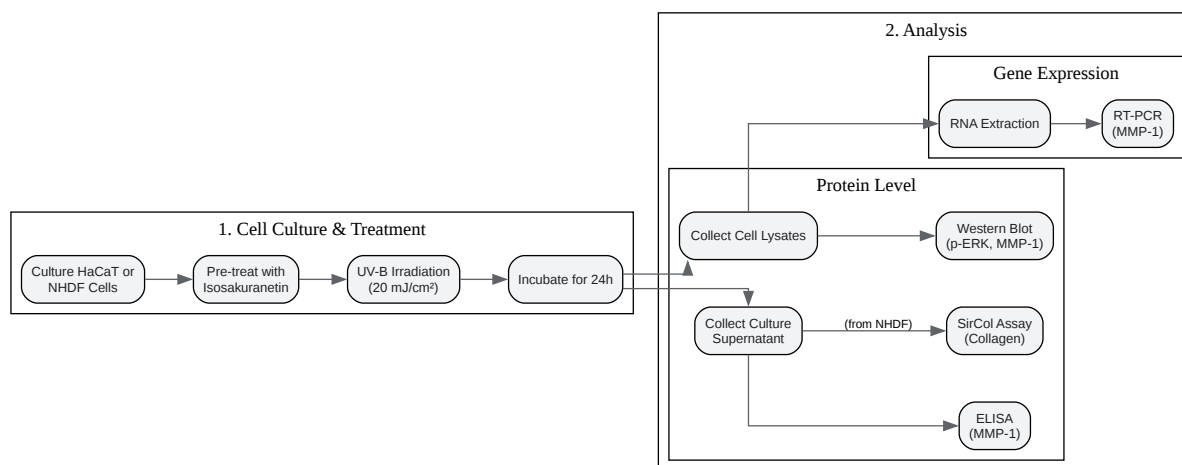 2. Analysis
Gene Expression
RNA Extraction
RT-PCR
(MMP-1)
Protein Level
1. Cell Culture & Treatment
Collect Cell Lysates
Western Blot
(p-ERK, MMP-1)
Culture HaCaT or
NHDF Cells
Pre-treat with
Isosakuranetin
UV-B Irradiation
(20 mJ/cm²)
Incubate for 24h
Collect Culture
Supernatant
(from NHDF)
SirCol Assay
(Collagen)
ELISA
(MMP-1)